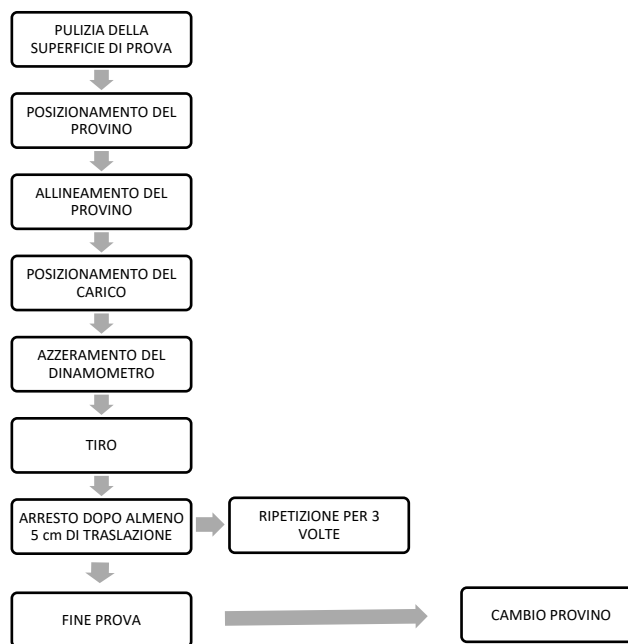 PULIZIA DELLA
SUPERFICIE DI PROVA
POSIZIONAMENTO DEL
PROVINO
ALLINEAMENTO DEL
PROVINO
POSIZIONAMENTO DEL
CARICO
AZZERAMENTO DEL
DINAMOMETRO
TIRO
ARRESTO DOPO ALMENO
5 cm DI TRASLAZIONE
RIPETIZIONE PER 3
VOLTE
FINE PROVA
CAMBIO PROVINO